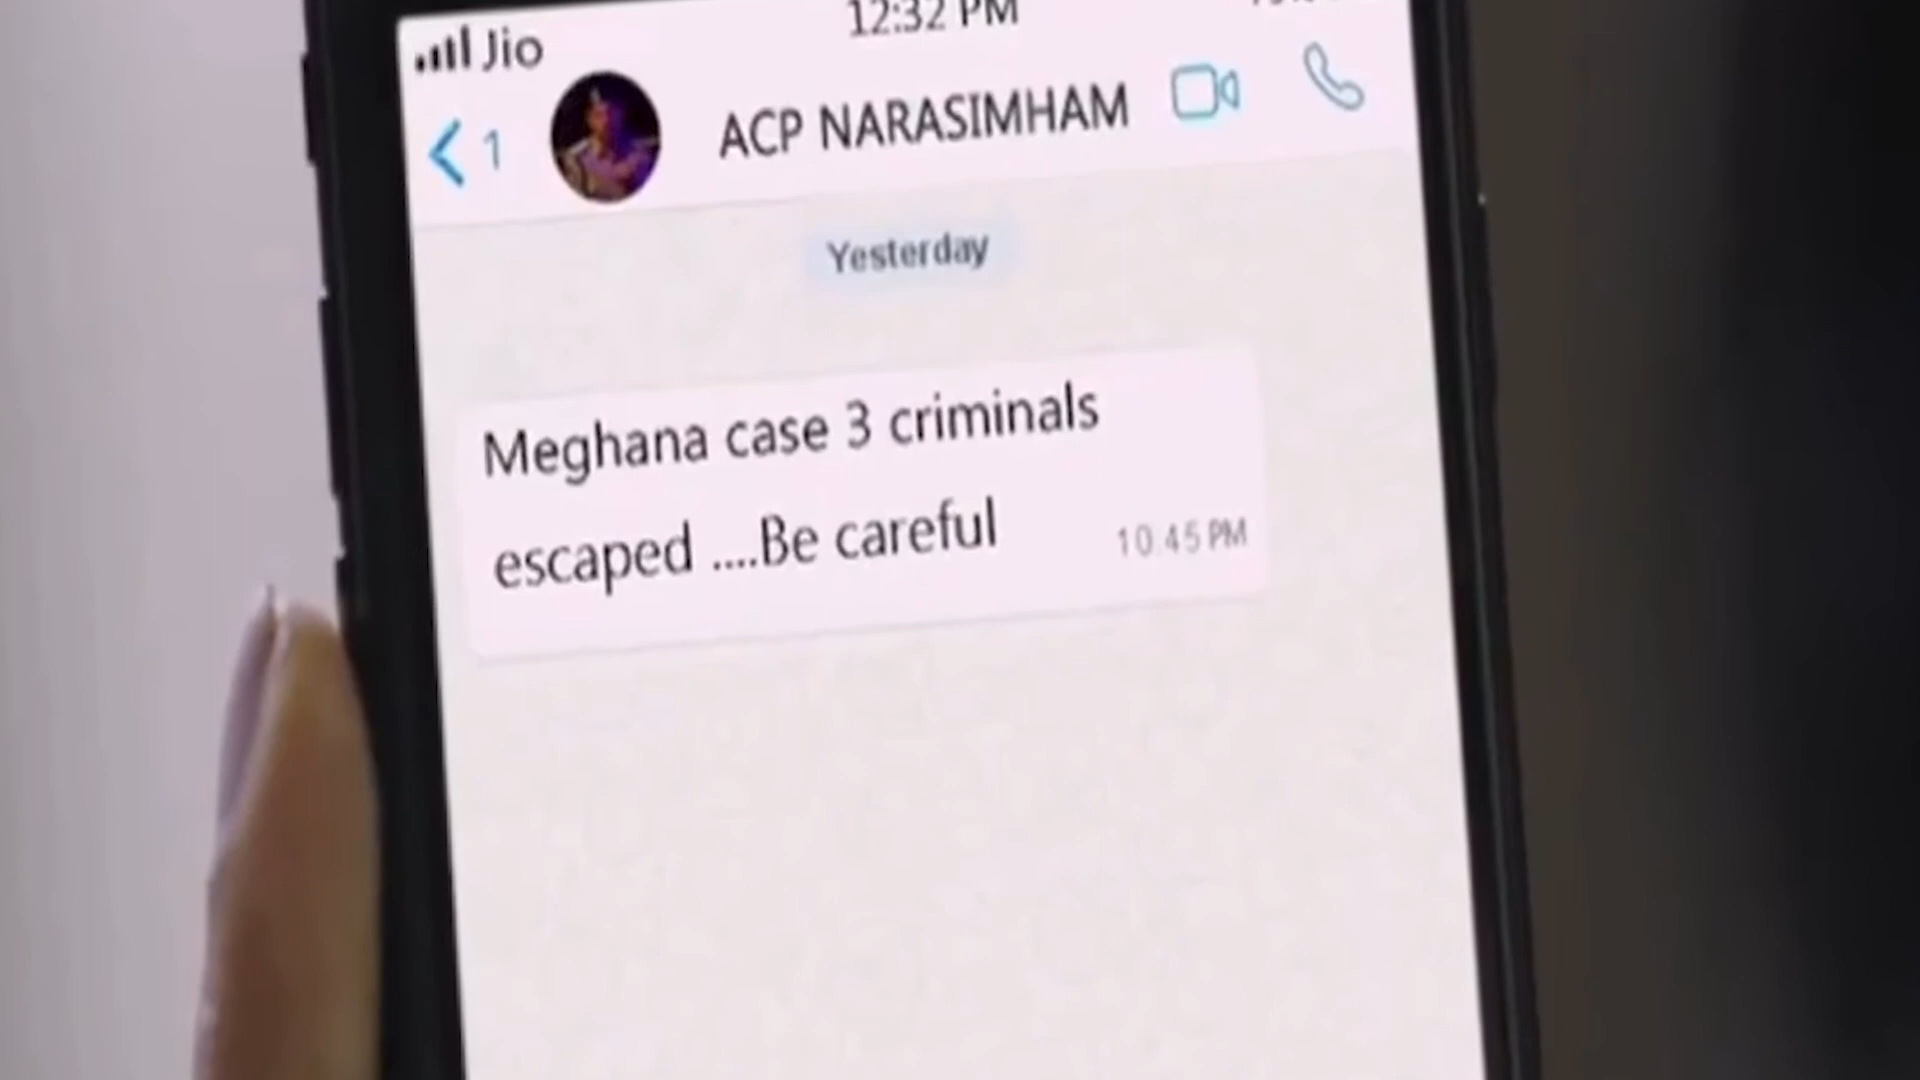 Jio
12:32 PM
1
ACP NARASIMHAM
Yesterday
Meghana case 3 criminals
escaped ....Be careful
10.45 PM